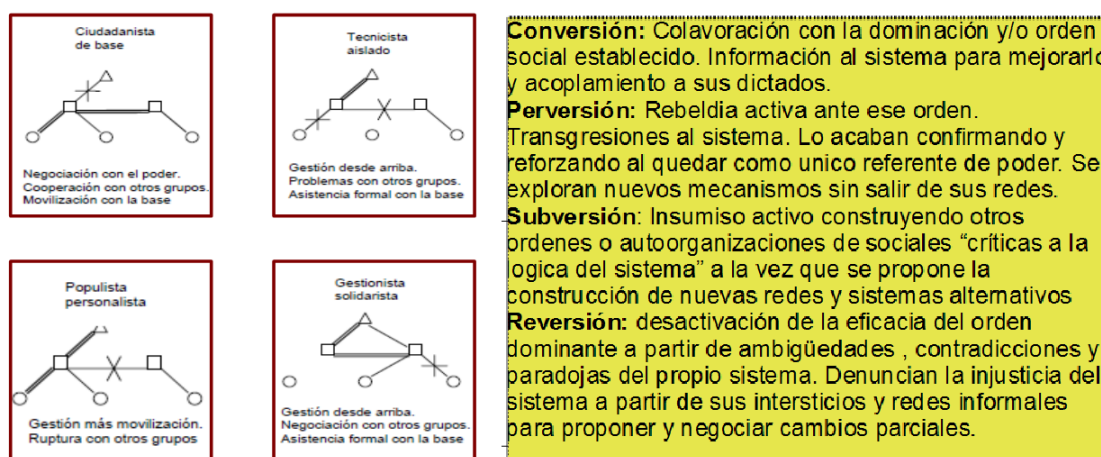 Ciudadanista
de base
Negociación con el poder.
Cooperación con otros grupos.
Movilización con la base
Tecnicista
aislado
Gestión desde arriba.
Problemas con otros grupos.
Asistencia formal con la base
Populista
personalista
Gestión más movilización.
Ruptura con otros grupos
Gestionista
solidarista
Gestión desde arriba.
Negociación con otros grupos.
Asistencia formal con la base
Conversión: Colavoración con la dominación y/o orden
social establecido. Información al sistema para mejorarlo
y acoplamiento a sus dictados.
Perversión: Rebeldia activa ante ese orden.
Transgresiones al sistema. Lo acaban confirmando y
reforzando al quedar como unico referente de poder. Se
exploran nuevos mecanismos sin salir de sus redes.
Subversión: Insumiso activo construyendo otros
ordenes o autoorganizaciones de sociales “críticas a la
logica del sistema” a la vez que se propone la
construcción de nuevas redes y sistemas alternativos
Reversión: desactivación de la eficacia del orden
dominante a partir de ambigüedades , contradicciones y
paradojas del propio sistema. Denuncian la injusticia del
sistema a partir de sus intersticios y redes informales
para proponer y negociar cambios parciales.